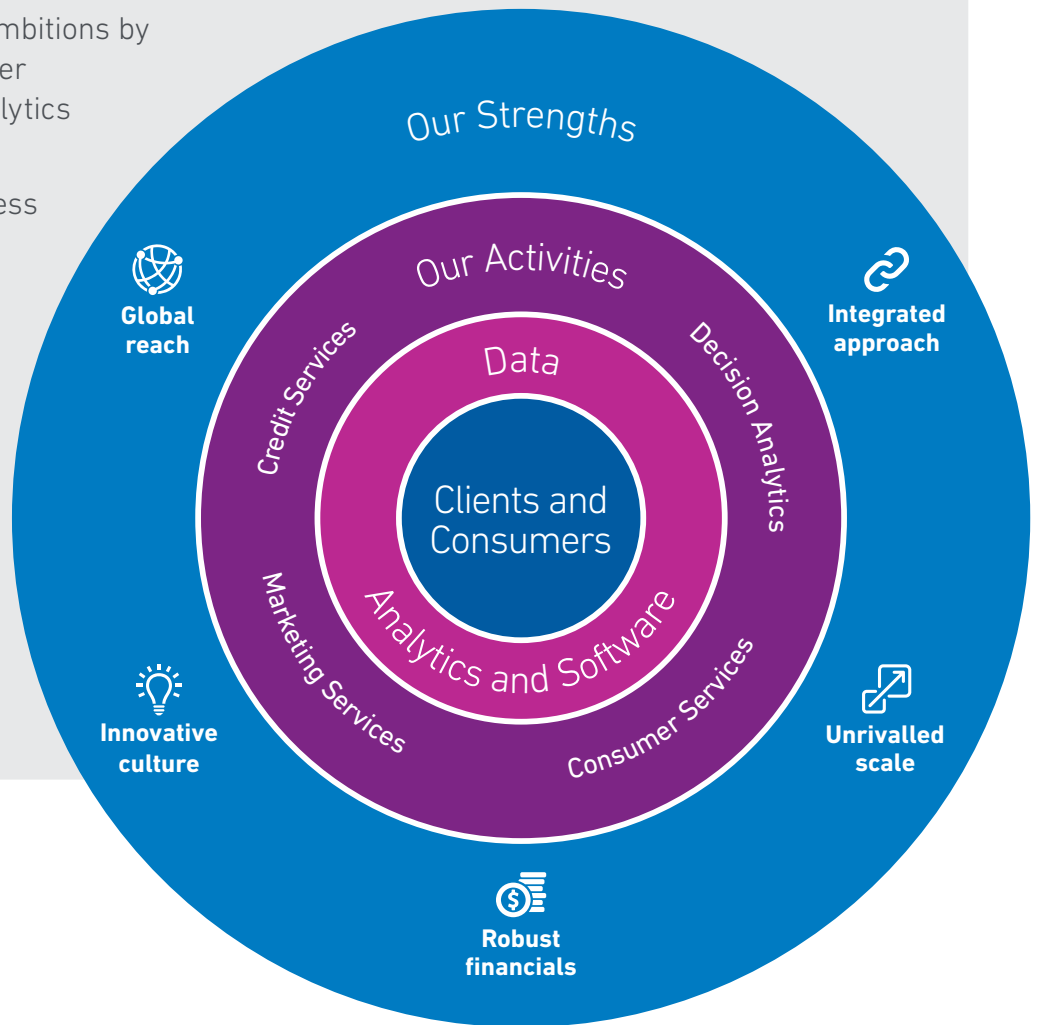 mbitions by
er
lytics
ess
Our Strengths
Global
reach
Integrated
approach
Innovative
culture
Unrivalled
scale
Robust
financials
Our Activities
Credit Services
Decision Analytics
Marketing Services
Consumer Services
Data
Analytics and Software
Clients and
Consumers